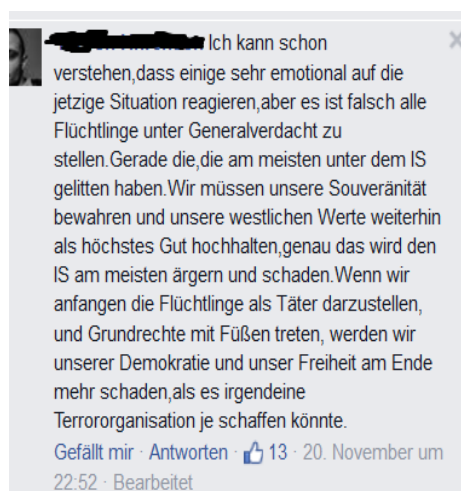 Ich kann schon
verstehen,dass einige sehr emotional auf die
jetzige Situation reagieren,aber es ist falsch alle
Flüchtlinge unter Generalverdacht zu
stellen.Gerade die,die am meisten unter dem IS
gelitten haben.Wir müssen unsere Souveränität
bewahren und unsere westlichen Werte weiterhin
als höchstes Gut hochhalten,genau das wird den
IS am meisten ärgern und schaden.Wenn wir
anfangen die Flüchtlinge als Täter darzustellen,
und Grundrechte mit Füßen treten, werden wir
unserer Demokratie und unser Freiheit am Ende
mehr schaden,als es irgendeine
Terrororganisation je schaffen könnte.
Gefällt mir · Antworten · 13 · 20. November um
22:52 · Bearbeitet